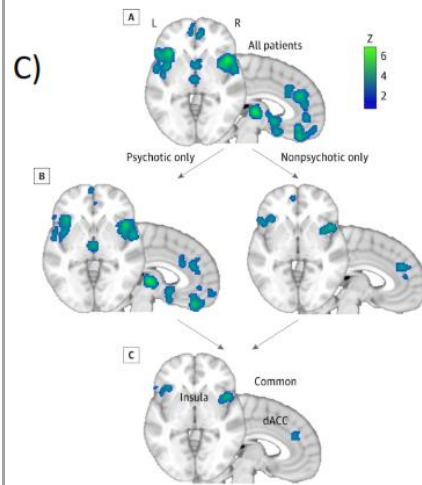 A
L
R
All patients
Z
6
4
2
C)
Psychotic only
Nonpsychotic only
B
C
Common
Insula
dACC